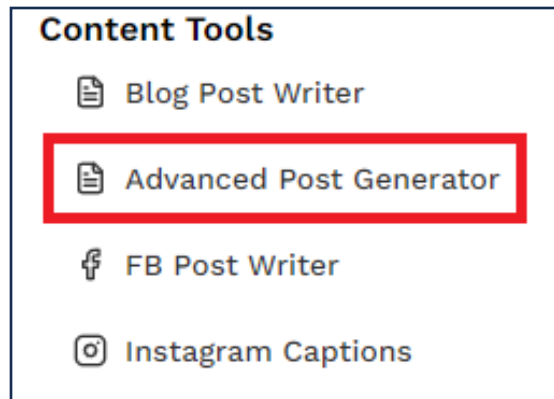 Content Tools
Blog Post Writer
Advanced Post Generator
FB Post Writer
Instagram Captions